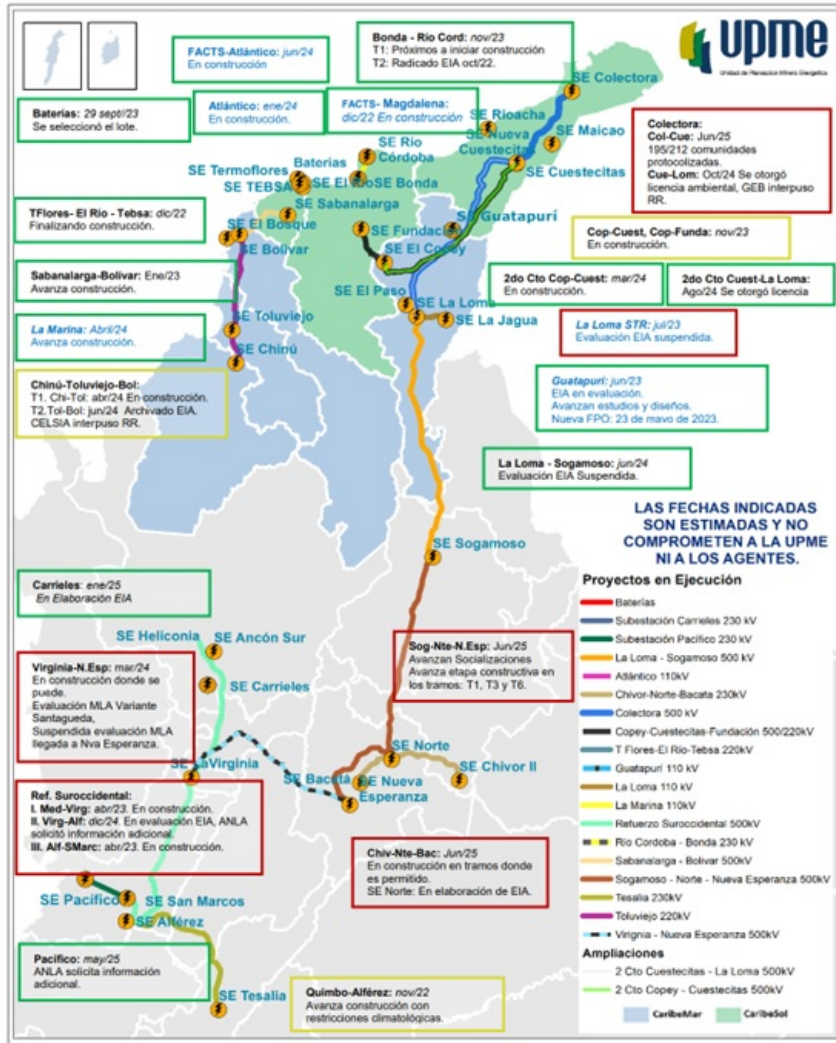 upme
Unidad de Planeación Minero Energética
FACTS-Atlántico: jun/24
En construcción
Bonda - Rio Cord: nov/23
T1: Próximos a iniciar construcción
T2: Radicado EIA oct/22.
Baterías: 29 sept/23
Se seleccionó el lote.
Atlántico: ene/24
En construcción.
FACTS- Magdalena:
dic/22 En construcción
Colectora:
Col-Cue: Jun/25
195/212 comunidades
protocolizadas.
Cue-Lom: Oct/24 Se otorgó
licencia ambiental, GEB interpuso
RR.
SE Colectora
SE Rioacha
SE Nueva
Cuestecitas
SE Maicao
SE Cuestecitas
SE Río
Córdoba
Baterías
SE Termoflores
SE TEBSA
SE El Río
SE Bonda
SE Sabanalarga
SE Fundación
SE Guatapurí
SE El Copey
SE El Bosque
SE Bolívar
TFlores- El Río - Tebsa: dic/22
Finalizando construcción.
Cop-Cuest, Cop-Funda: nov/23
En construcción.
Sabanalarga-Bolivar: Ene/23
Avanza construcción.
2do Cto Cop-Cuest: mar/24
En construcción.
2do Cto Cuest-La Loma:
Ago/24 Se otorgó licencia
SE El Paso
SE La Loma
SE La Jagua
SE Toluviejo
SE Chinú
La Marina: Abril/24
Avanza construcción.
La Loma STR: jul/23
Evaluación EIA suspendida.
Chinú-Toluviejo-Bol:
T1. Chi-Tol: abr/24 En construcción.
T2.Tol-Bol: jun/24 Archivado EIA.
CELSIA interpuso RR.
Guatapurí: jun/23
EIA en evaluación.
Avanzan estudios y diseños.
Nueva FPO: 23 de mayo de 2023.
La Loma - Sogamoso: jun/24
Evaluación EIA Suspendida.
LAS FECHAS INDICADAS
SON ESTIMADAS Y NO
COMPROMETEN A LA UPME
NI A LOS AGENTES.
SE Sogamoso
Carrieles: ene/25
En Elaboración EIA
SE Heliconia
SE Ancón Sur
SE Carrieles
Virginia-N.Esp: mar/24
En construcción donde se
puede.
Evaluación MLA Variante
Santagueda,
Suspendida evaluación MLA
llegada a Nva Esperanza.
Sog-Nte-N.Esp: Jun/25
Avanzan Socializaciones
Avanza etapa constructiva en
los tramos: T1, T3 y T6.
SE LaVirginia
SE Norte
SE Bacatá
SE Nueva
Esperanza
SE Chivor II
Ref. Suroccidental:
I. Med-Virg: abr/23. En construcción.
II. Virg-Alf: dic/24. En evaluación EIA, ANLA
solicitó información adicional.
III. Alf-SMarc: abr/23. En construcción.
Chiv-Nte-Bac: Jun/25
En construcción en tramos donde
es permitido.
SE Norte: En elaboración de EIA.
SE Pacífico
SE San Marcos
SE Alférez
SE Tesalia
Pacífico: may/25
ANLA solicita información
adicional.
Quimbo-Alférez: nov/22
Avanza construcción con
restricciones climatológicas.
Proyectos en Ejecución
Baterías
Subestación Carrieles 230 kV
Subestación Pacífico 230 kV
La Loma - Sogamoso 500 kV
Atlántico 110kV
Chivor-Norte-Bacata 230kV
Colectora 500 kV
Copey-Cuestecitas-Fundación 500/220kV
T Flores-El Río-Tebsa 220kV
Guatapurí 110 kV
La Loma 110 kV
La Marina 110kV
Refuerzo Suroccidental 500kV
Río Cordoba - Bonda 230 kV
Sabanalarga - Bolivar 500kV
Sogamoso - Norte - Nueva Esperanza 500kV
Tesalia 230kV
Toluviejo 220kV
Virignia - Nueva Esperanza 500kV
Ampliaciones
2 Cto Cuestecitas - La Loma 500kV
2 Cto Copey - Cuestecitas 500kV
CaribeMar
CaribeSol